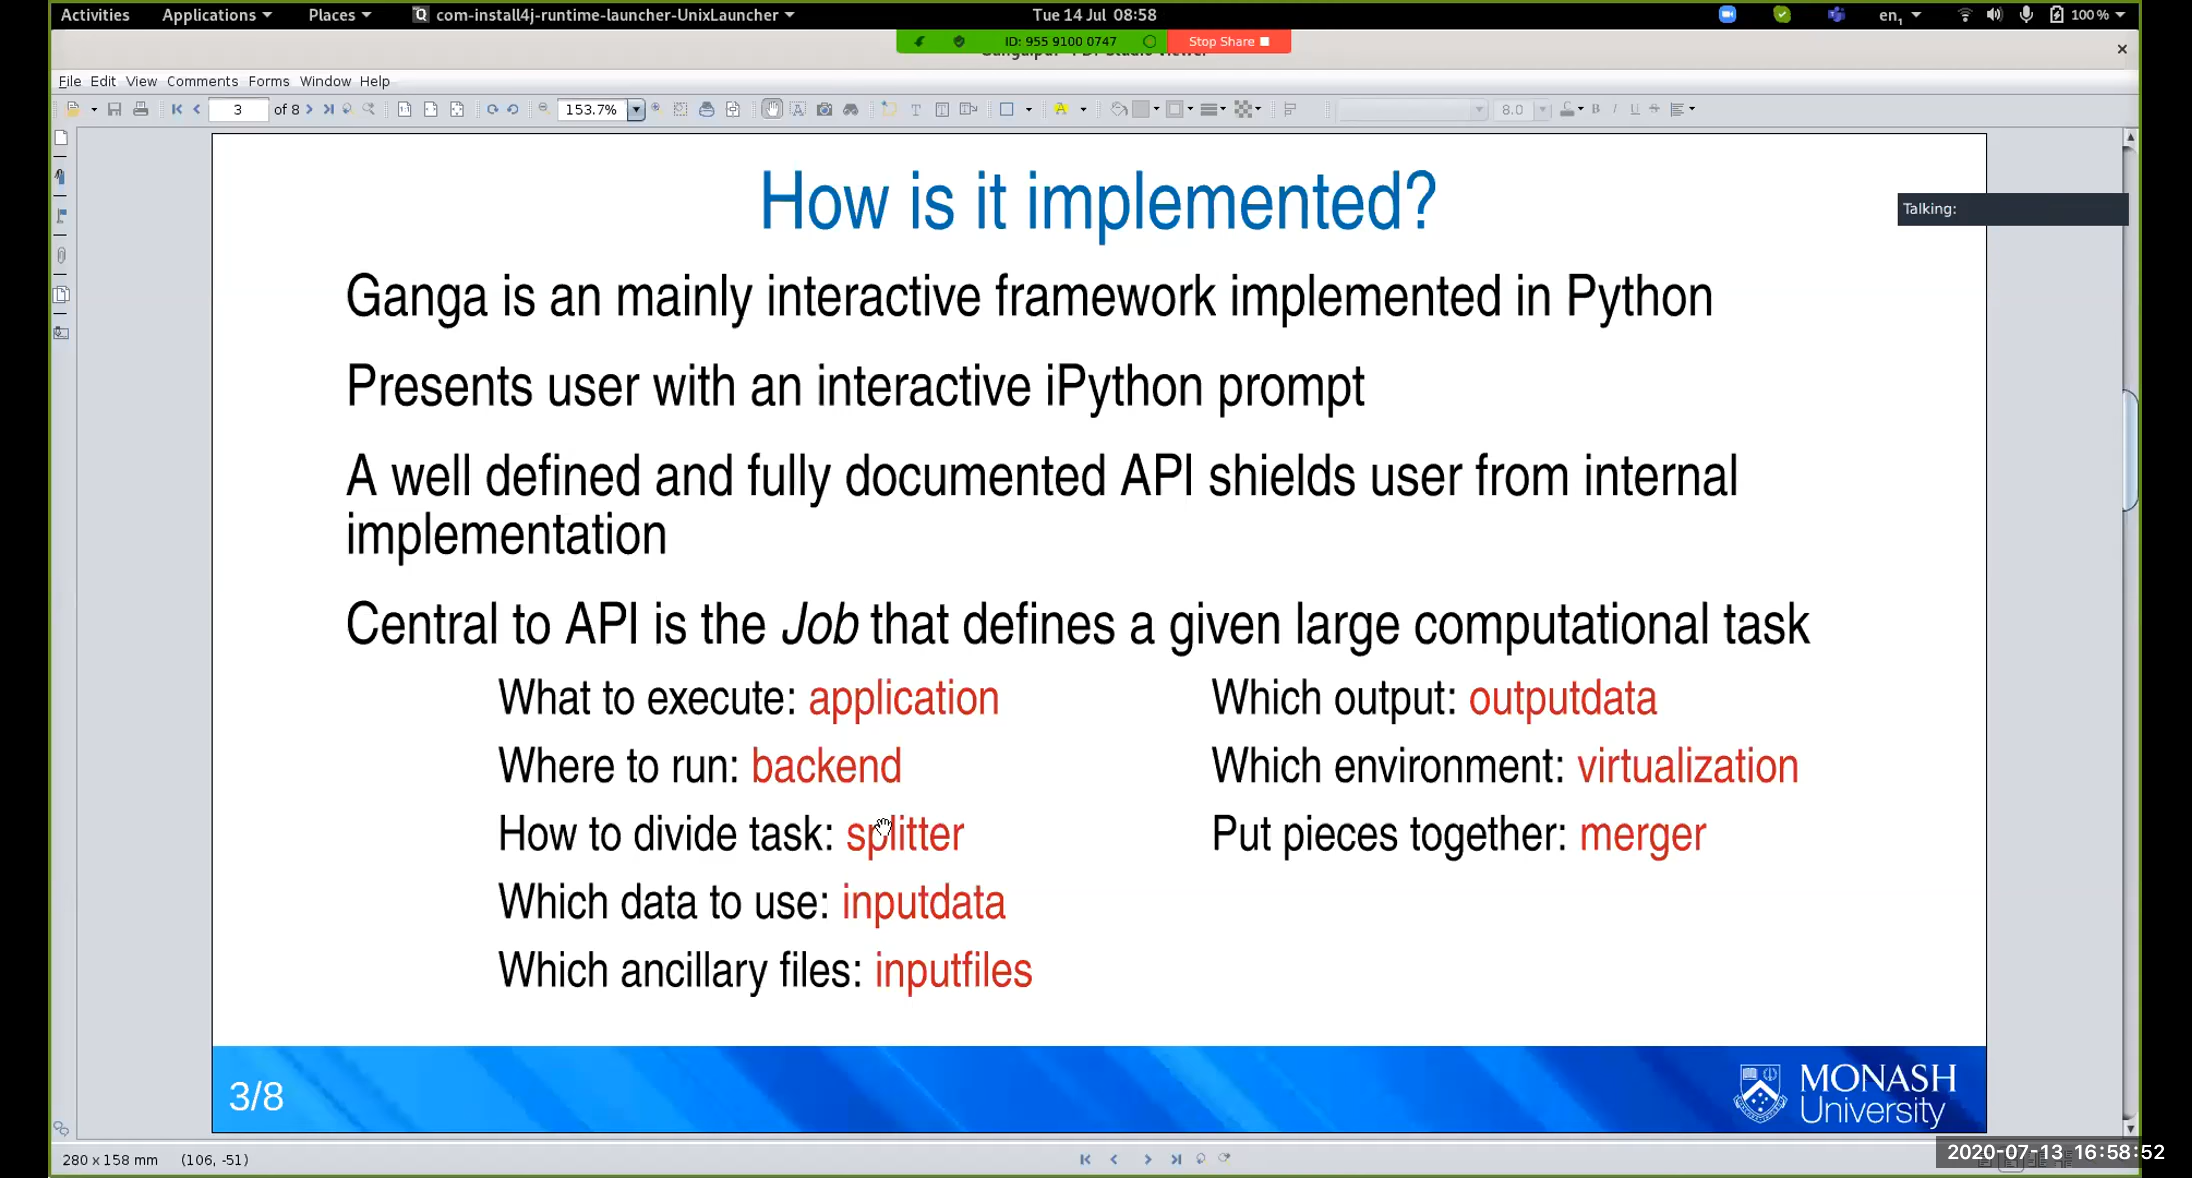 Activities Applications Places com-install4j-runtime-launcher-UnixLauncher Tue 14 Jul 08:58 en1 100 %
ID: 955 9100 0747 Stop Share
File Edit View Comments Forms Window Help
3 of 8 153.7% T 8.0 B I U S
Talking:
How is it implemented?
Ganga is an mainly interactive framework implemented in Python
Presents user with an interactive iPython prompt
A well defined and fully documented API shields user from internal
implementation
Central to API is the Job that defines a given large computational task
What to execute: application
Where to run: backend
How to divide task: splitter
Which data to use: inputdata
Which ancillary files: inputfiles
Which output: outputdata
Which environment: virtualization
Put pieces together: merger
3/8
MONASH
University
280 x 158 mm (106, -51)
2020-07-13 16:58:52